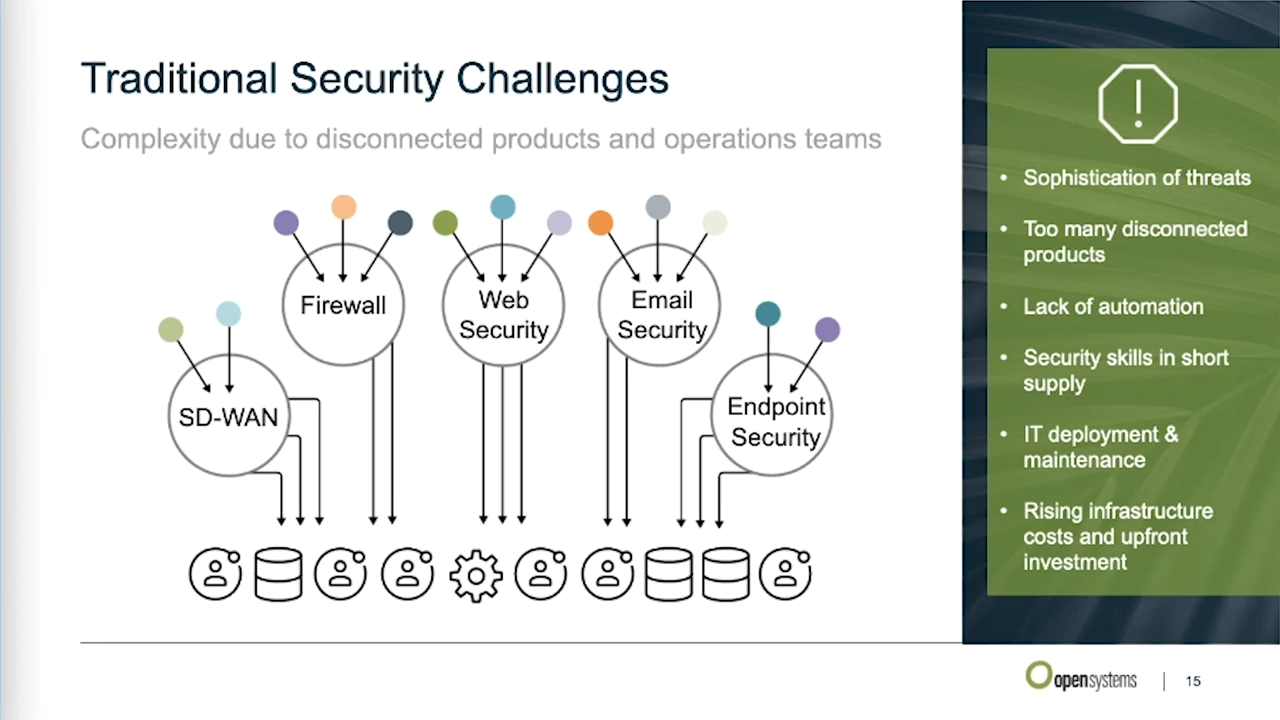 Traditional Security Challenges
Complexity due to disconnected products and operations teams
Firewall
Web
Security
Email
Security
SD-WAN
Endpoint
Security
!
• Sophistication of threats
• Too many disconnected
products
• Lack of automation
• Security skills in short
supply
• IT deployment &
maintenance
• Rising infrastructure
costs and upfront
investment
opensystems | 15